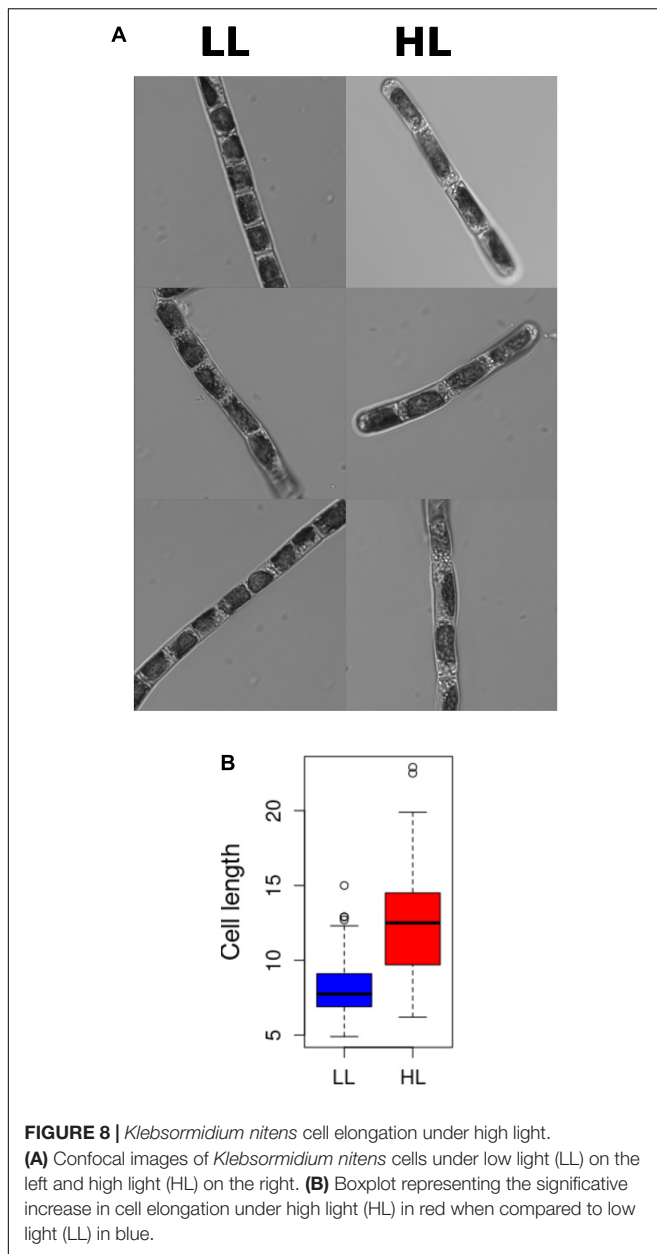 A LL HL
B
Cell length
20
15
10
5
LL HL
FIGURE 8 | Klebsormidium nitens cell elongation under high light.
(A) Confocal images of Klebsormidium nitens cells under low light (LL) on the
left and high light (HL) on the right. (B) Boxplot representing the significative
increase in cell elongation under high light (HL) in red when compared to low
light (LL) in blue.